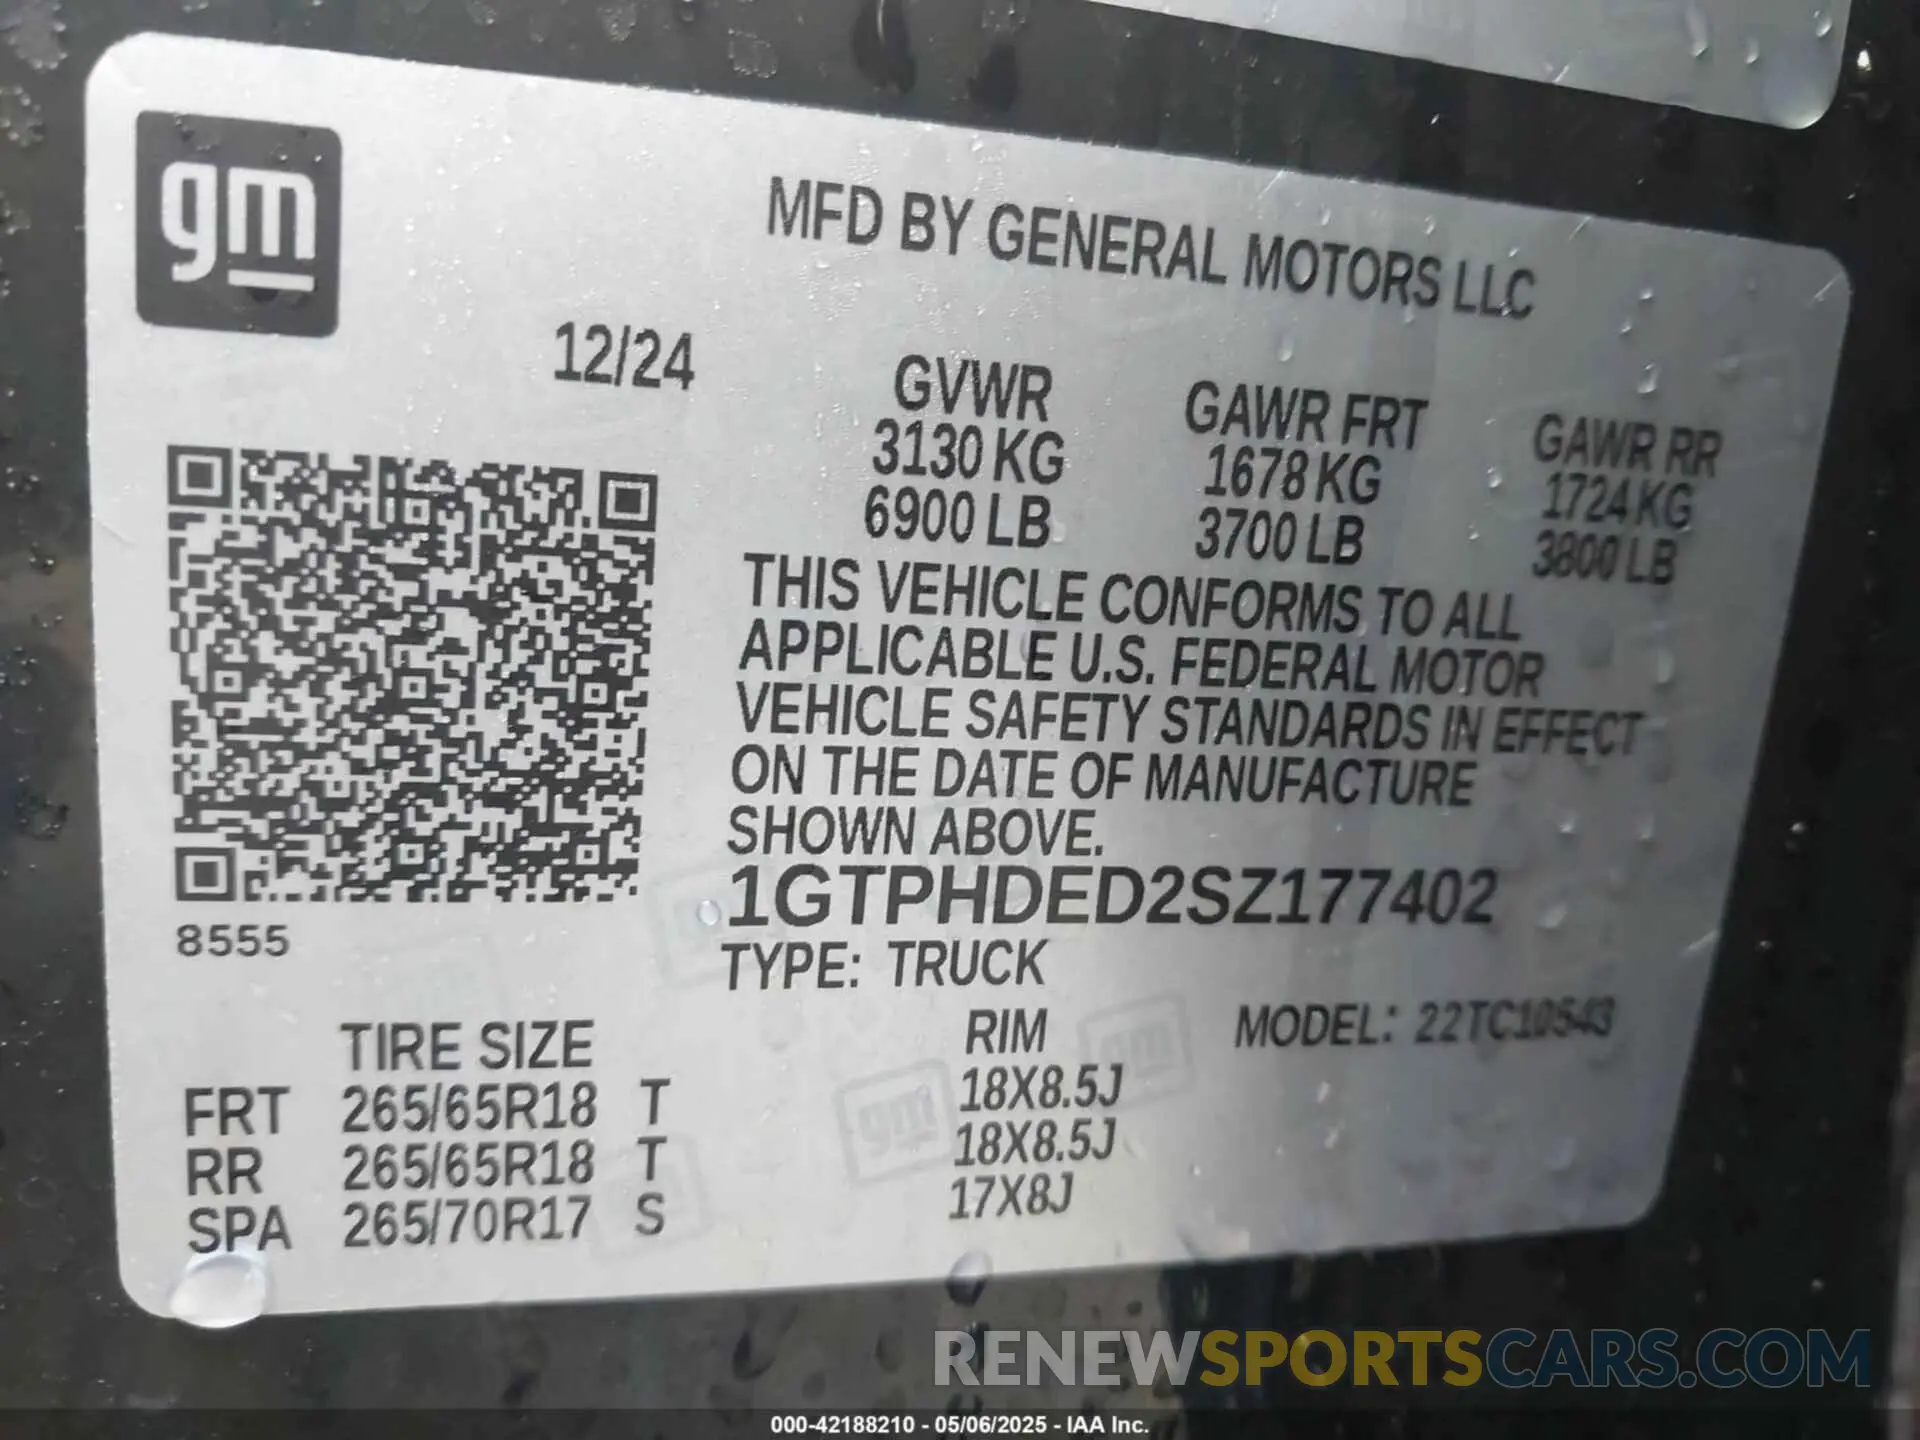 gm
MFD BY GENERAL MOTORS LLC
12/24
GVWR GAWR FRT GAWR RR
3130 KG 1678 KG 1724 KG
6900 LB 3700 LB 3800 LB
THIS VEHICLE CONFORMS TO ALL
APPLICABLE U.S. FEDERAL MOTOR
VEHICLE SAFETY STANDARDS IN EFFECT
ON THE DATE OF MANUFACTURE
SHOWN ABOVE.
1GTPHDED2SZ177402
8555
TYPE: TRUCK
TIRE SIZE RIM MODEL: 22TC10543
FRT 265/65R18 T 18X8.5J
RR 265/65R18 T 18X8.5J
SPA 265/70R17 S 17X8J
gm
gm
RENEWSPORTSCARS.COM
000-42188210 - 05/06/2025 - IAA Inc.